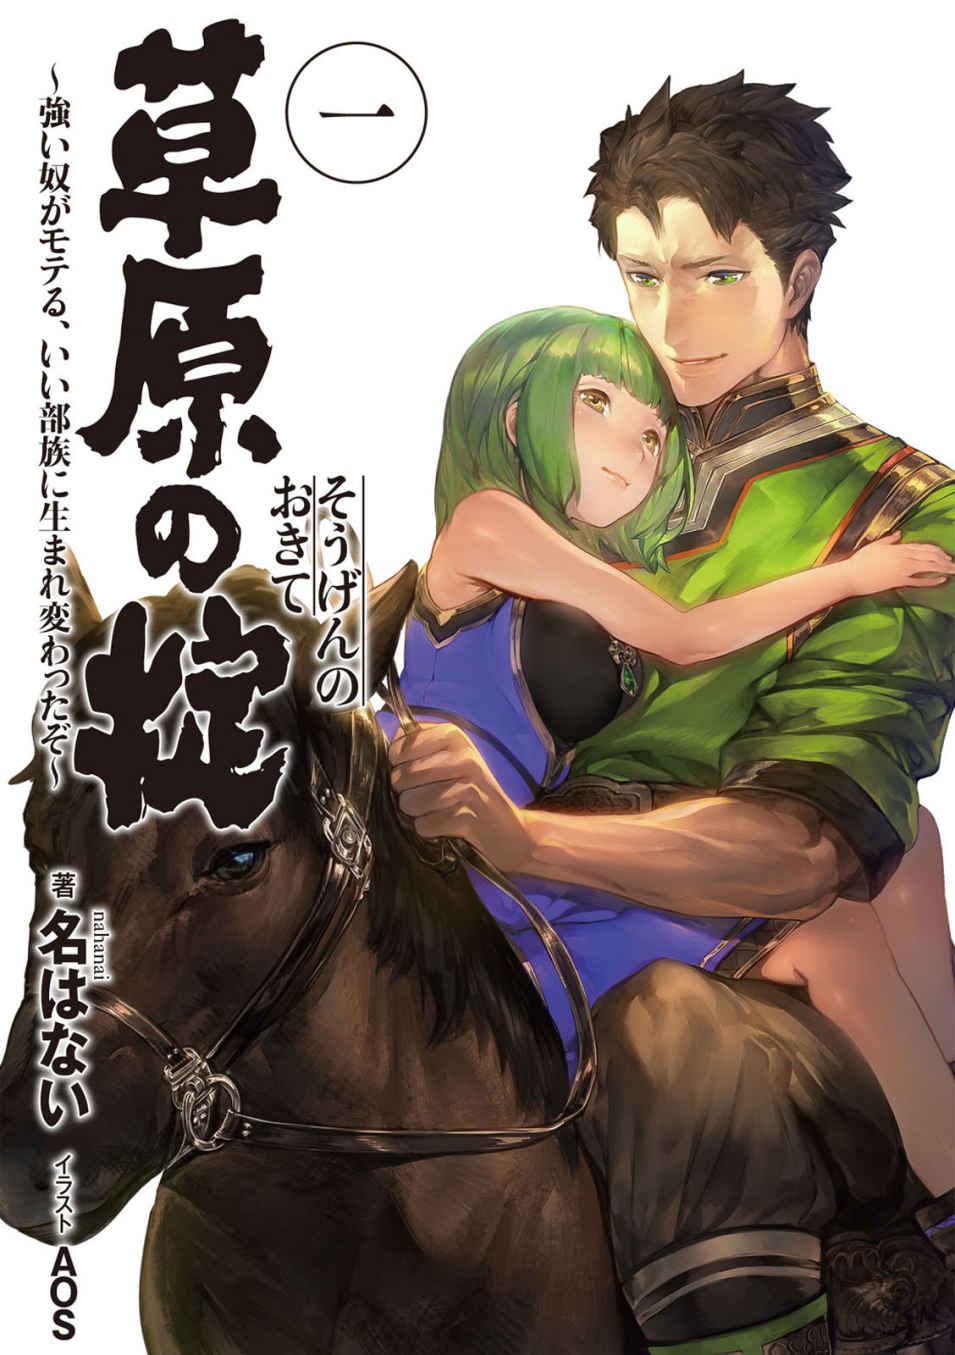 一
草原の掟
そうげんの
おきて
～強い奴がモテる、いい部族に生まれ変わったぞ～
著 名はない
nahanai
イラスト AOS